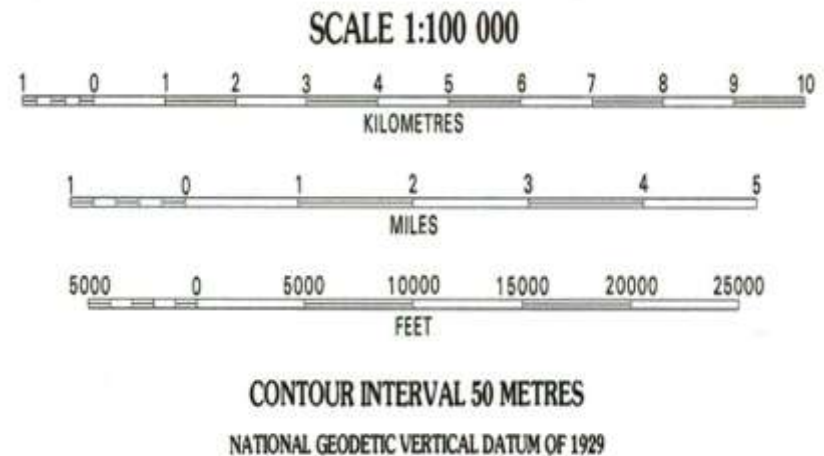 SCALE 1:100 000
1 0 1 2 3 4 5 6 7 8 9 10
KILOMETRES
1 0 1 2 3 4 5
MILES
5000 0 5000 10000 15000 20000 25000
FEET
CONTOUR INTERVAL 50 METRES
NATIONAL GEODETIC VERTICAL DATUM OF 1929